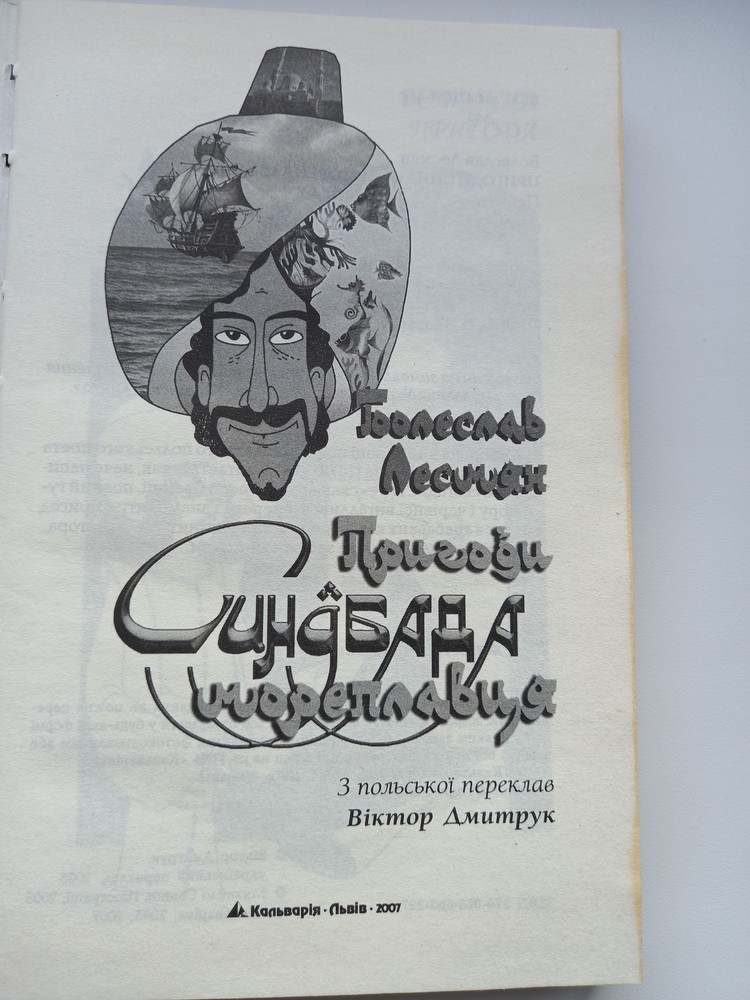 Болеслав
Лесьмян
Пригоди
Синдбада
мореплавця
З польської переклав
Віктор Дмитрук
Кальварія · Львів · 2007